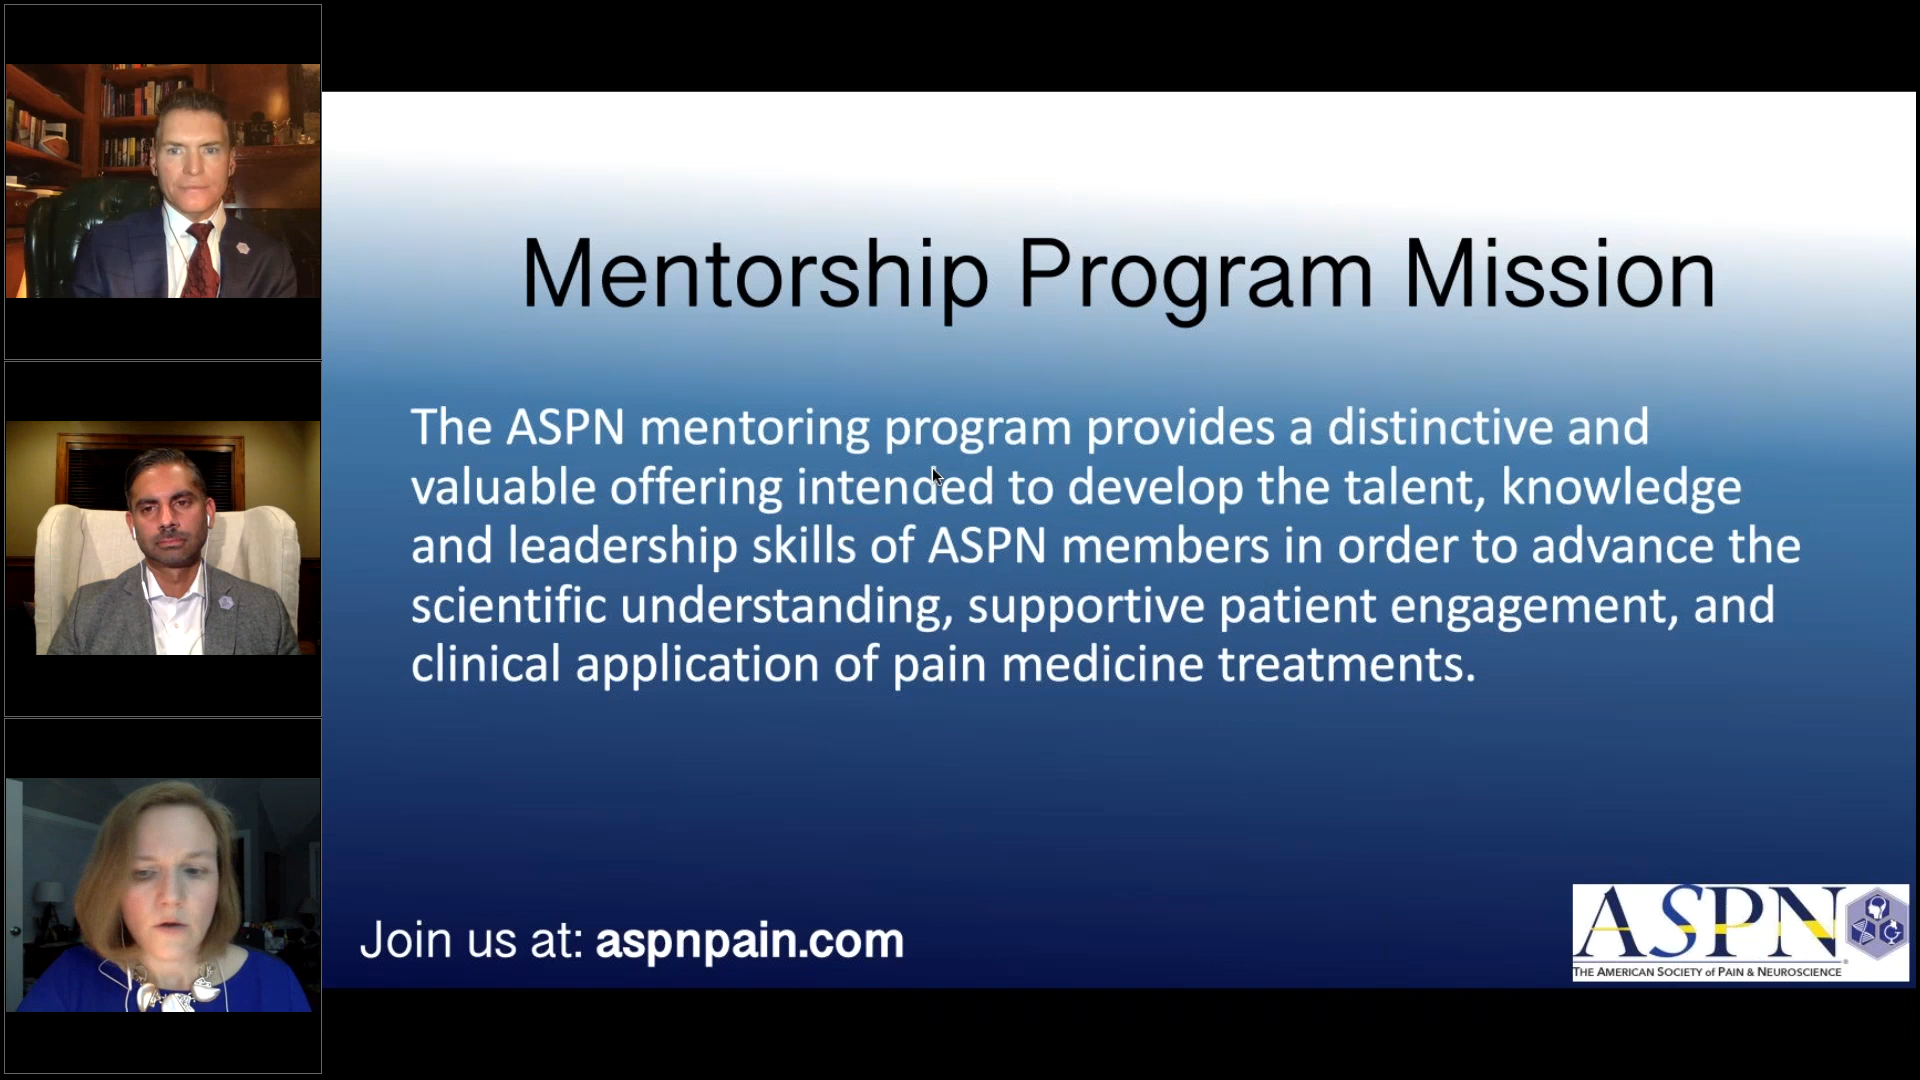 Mentorship Program Mission
The ASPN mentoring program provides a distinctive and
valuable offering intended to develop the talent, knowledge
and leadership skills of ASPN members in order to advance the
scientific understanding, supportive patient engagement, and
clinical application of pain medicine treatments.
Join us at: aspnpain.com
ASPN
THE AMERICAN SOCIETY of PAIN & NEUROSCIENCE